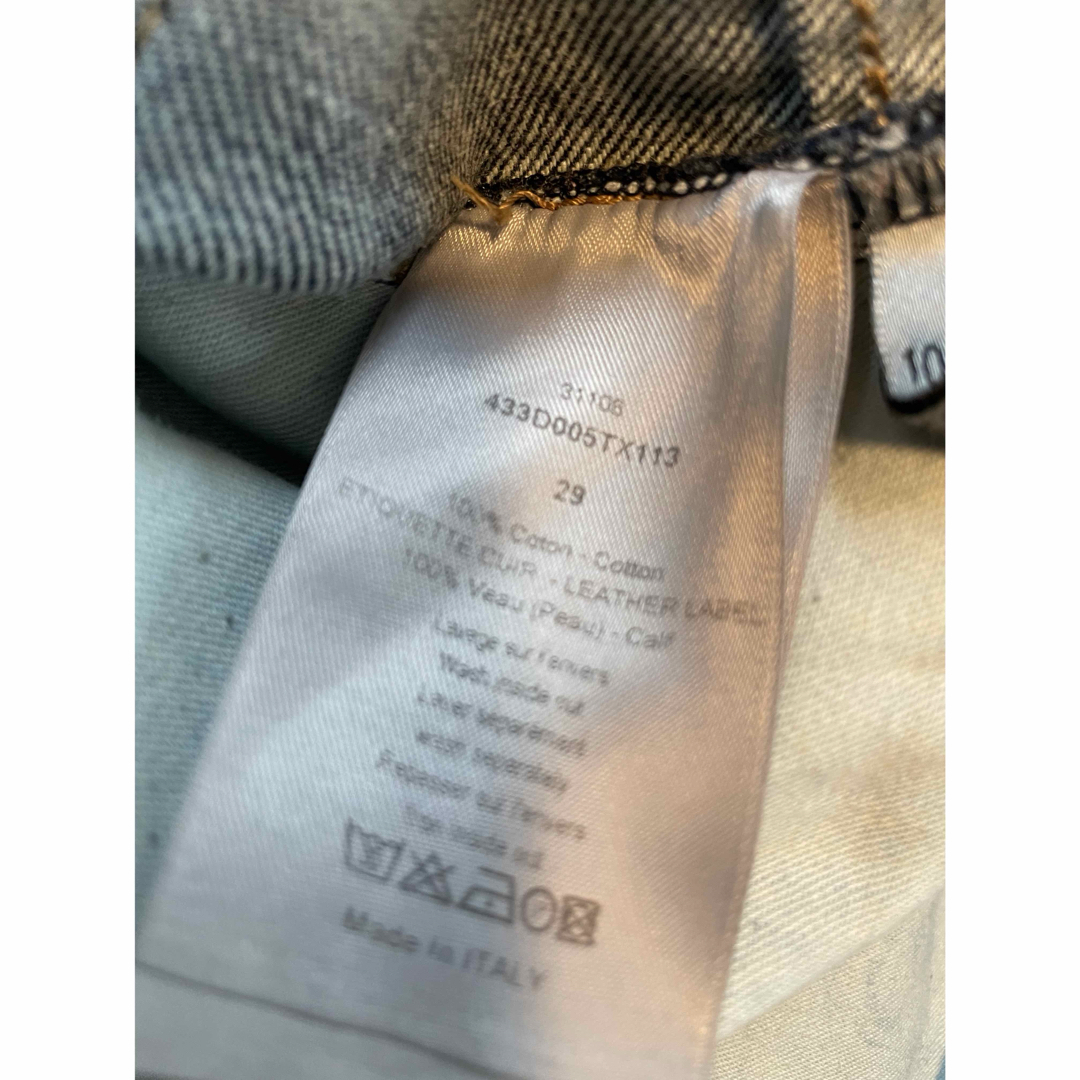 31106
433D005TX113
29
100% Coton - Cotton
ETIQUETTE CUIR - LEATHER LABEL
100% Veau (Peau) - Calf
Lavage sur l'envers
Wash inside out
Laver séparément
wash separately
Repasser sur l'envers
inside out
Made in ITALY
10